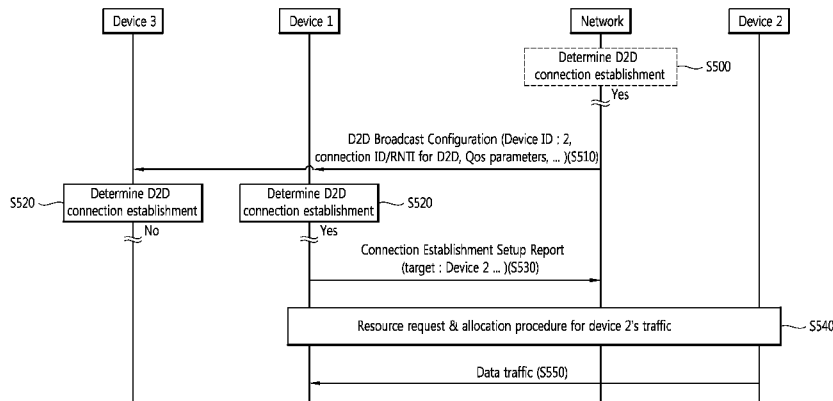 Device 3
Device 1
Network
Device 2
Determine D2D
connection establishment
S500
Yes
D2D Broadcast Configuration (Device ID : 2,
connection ID/RNTI for D2D, Qos parameters, ... )(S510)
S520
Determine D2D
connection establishment
Determine D2D
connection establishment
S520
No
Yes
Connection Establishment Setup Report
(target : Device 2 ... )(S530)
Resource request & allocation procedure for device 2's traffic
S540
Data traffic (S550)